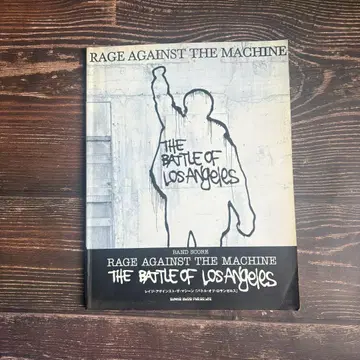 RAGE AGAINST THE MACHINE
THE
BATTLE OF
LOS ANGELES
BAND SCORE
RAGE AGAINST THE MACHINE
THE BATTLE OF LOS ANGELES
レイジ・アゲインスト・ザ・マシーン「バトル・オブ・ロサンゼルス」